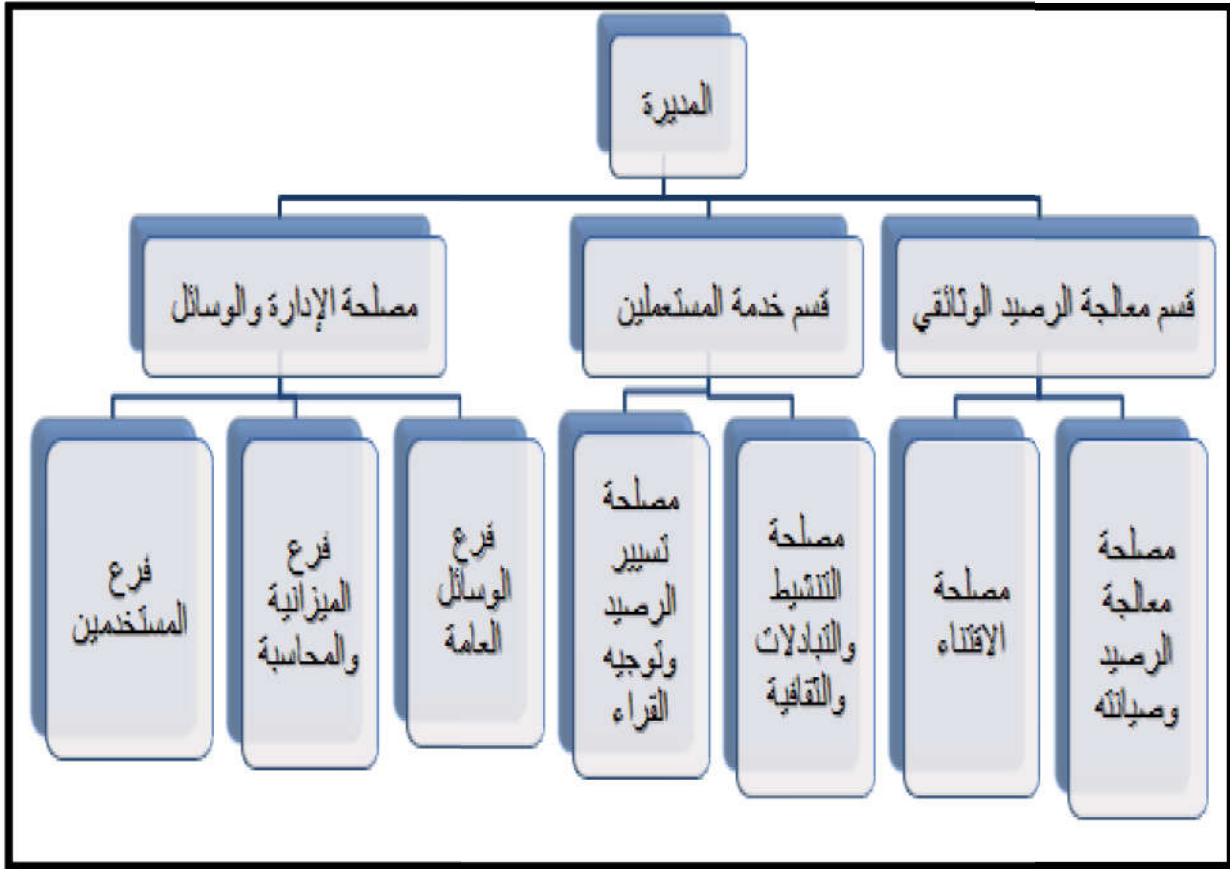 المديرة
قسم معالجة الرصيد الوثائقي
قسم خدمة المستعملين
مصلحة الإدارة والوسائل
مصلحة
معالجة
الرصيد
وصيانته
مصلحة
الاقتناء
مصلحة
التنشيط
والتبادلات
والثقافية
مصلحة
تسيير
الرصيد
وتوجيه
القراء
فرع
الوسائل
العامة
فرع
الميزانية
والمحاسبة
فرع
المستخدمين